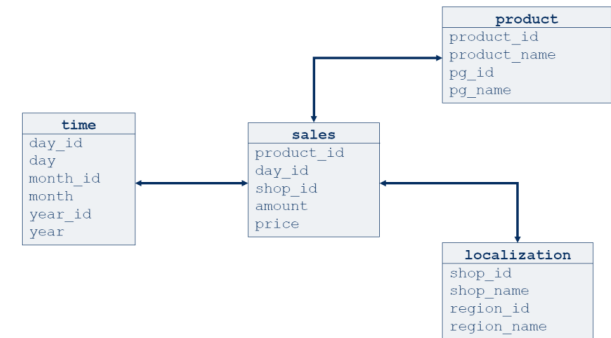 product
product_id
product_name
pg_id
pg_name
time
day_id
day
month_id
month
year_id
year
sales
product_id
day_id
shop_id
amount
price
localization
shop_id
shop_name
region_id
region_name